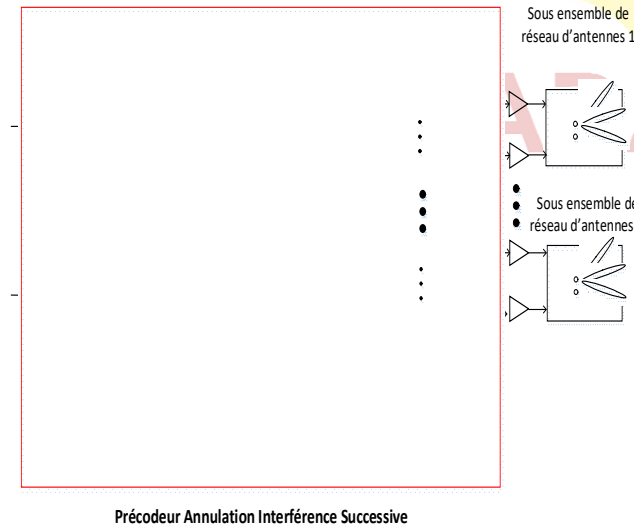 Sous ensemble de
réseau d'antennes 1
Sous ensemble de
réseau d'antennes
Précodeur Annulation Interférence Successive